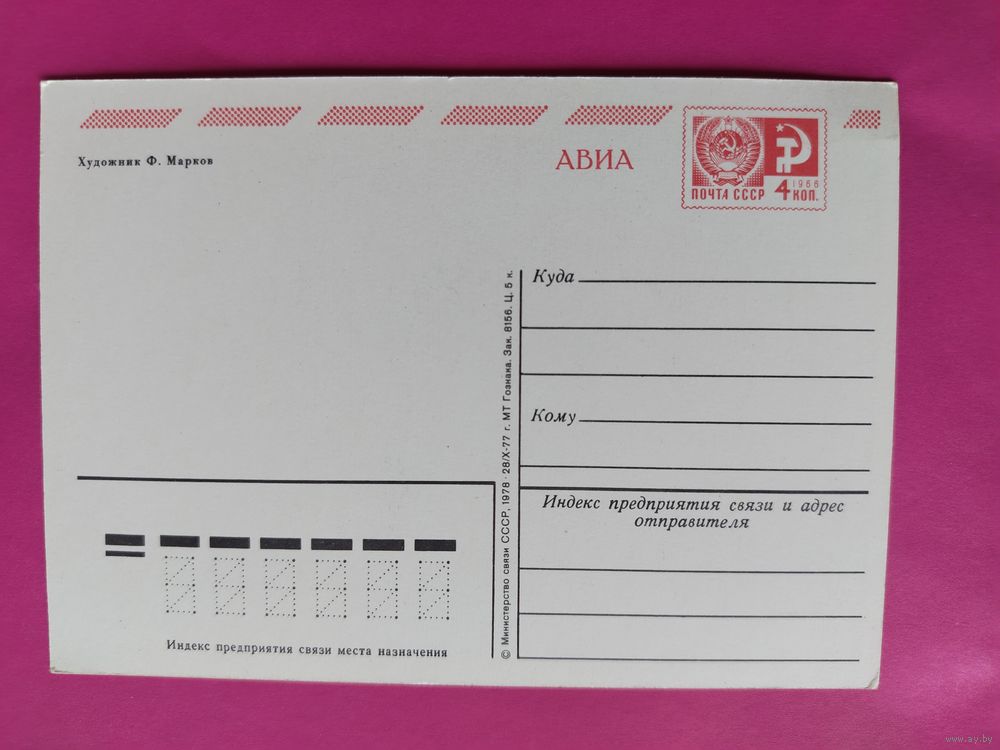 Художник Ф. Марков
АВИА
1966
ПОЧТА СССР 4 КОП.
Куда
Кому
Индекс предприятия связи и адрес
отправителя
© Министерство связи СССР, 1978 · 28/X-77 г. МТ Гознака. Зак. 8156. Ц. 5 к.
Индекс предприятия связи места назначения
www.ay.by